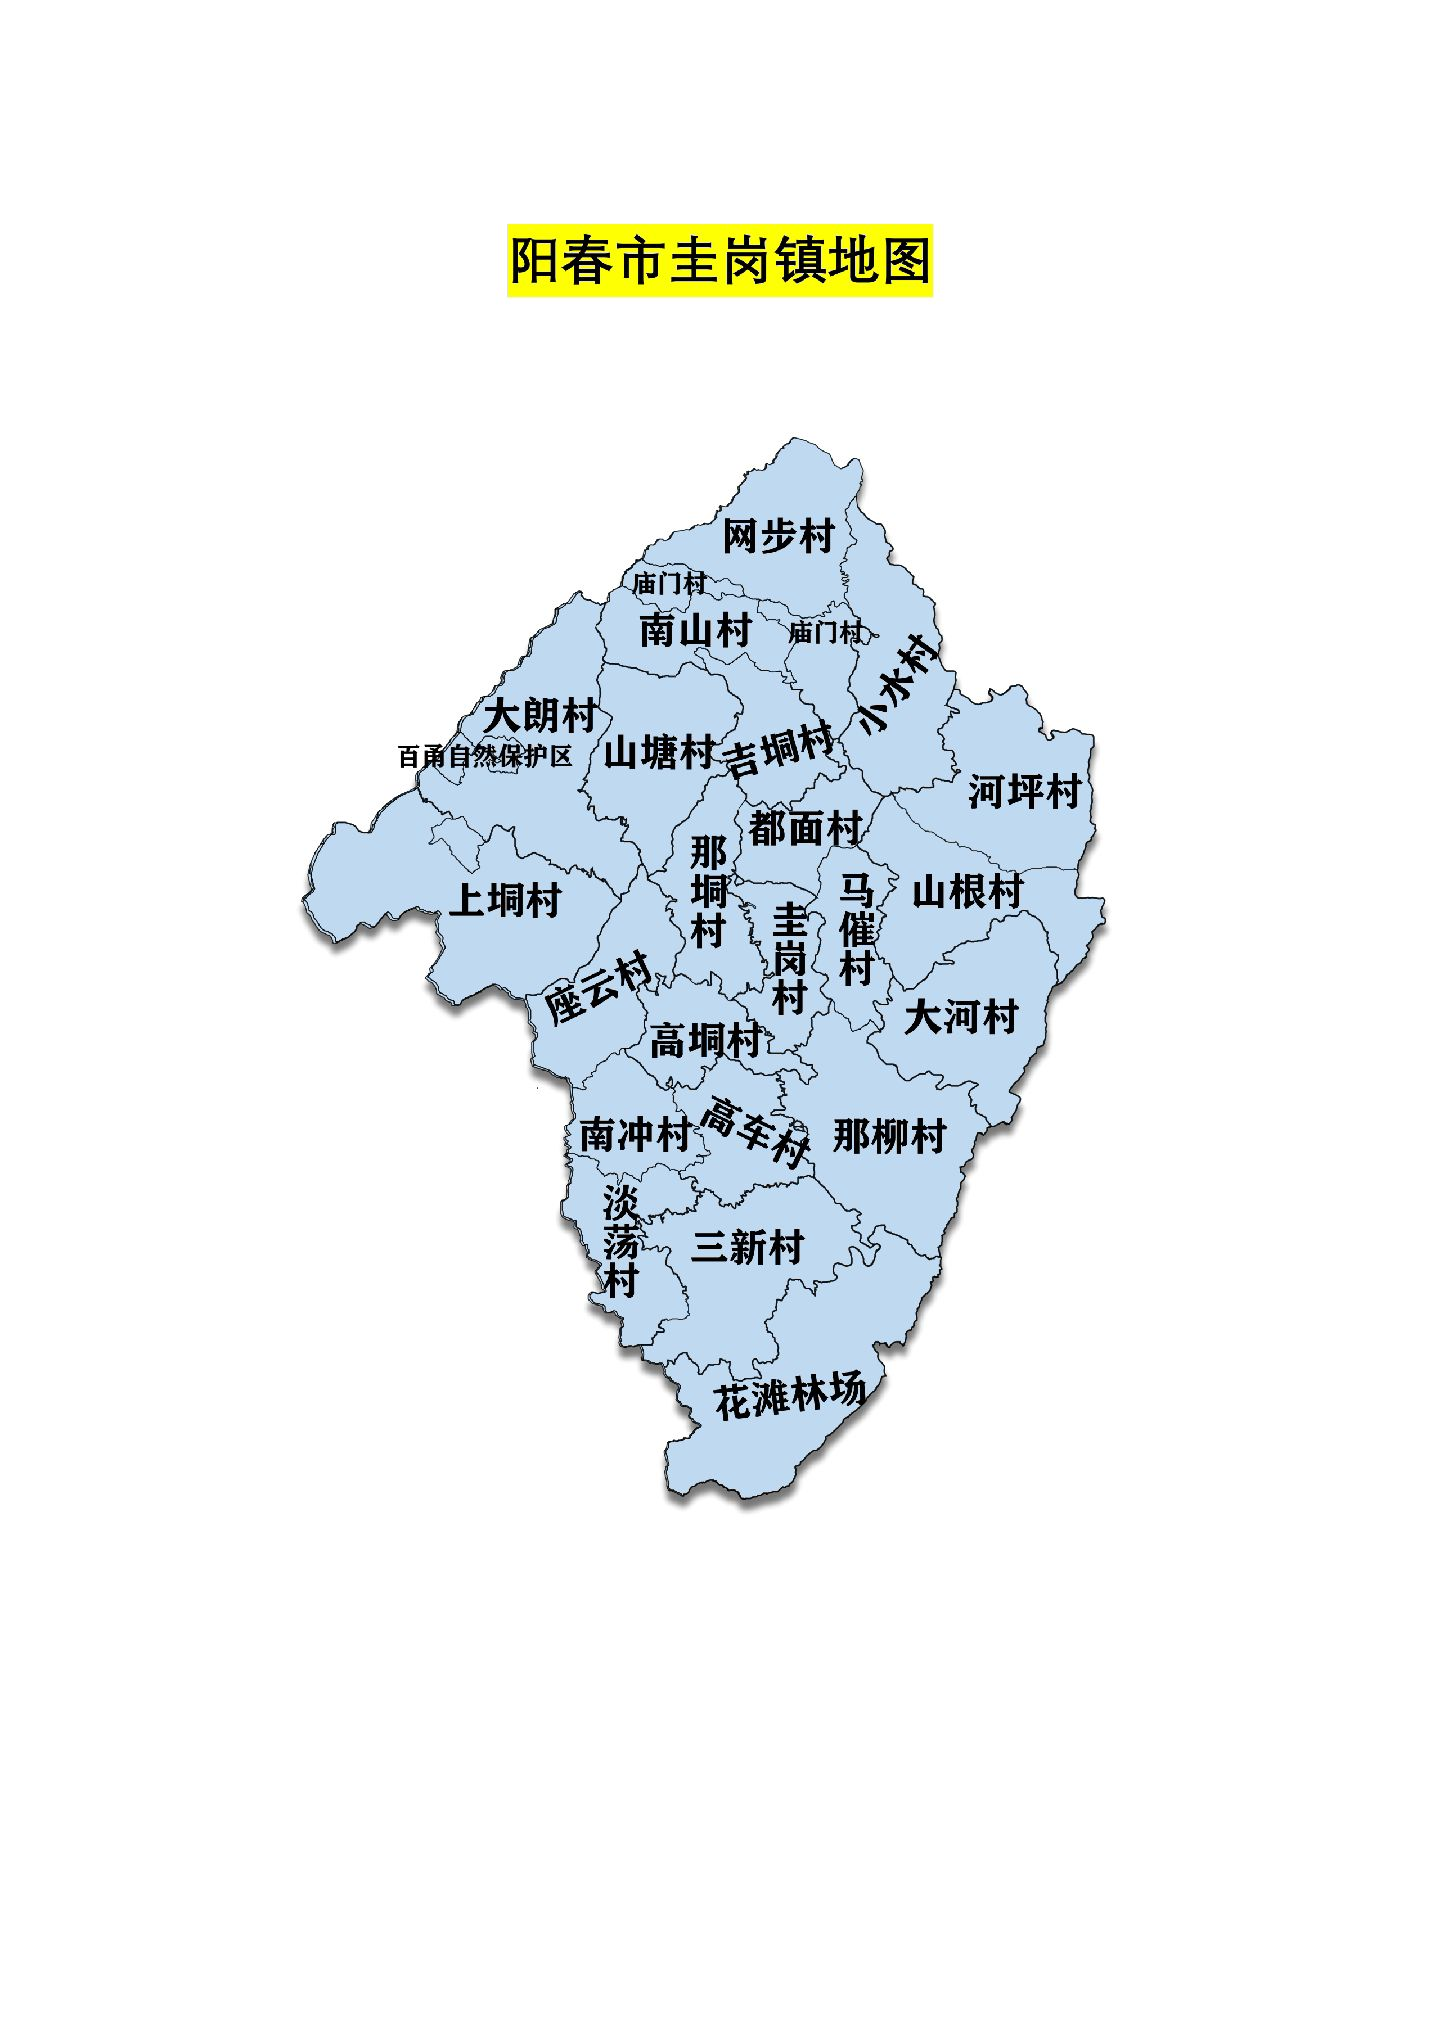 阳春市圭岗镇地图
网步村
庙门村
南山村
庙门村
小水村
大朗村
百甬自然保护区
山塘村
吉垌村
河坪村
都面村
那垌村
马催村
山根村
上垌村
圭岗村
座云村
大河村
高垌村
南冲村
高车村
那柳村
淡荡村
三新村
花滩林场